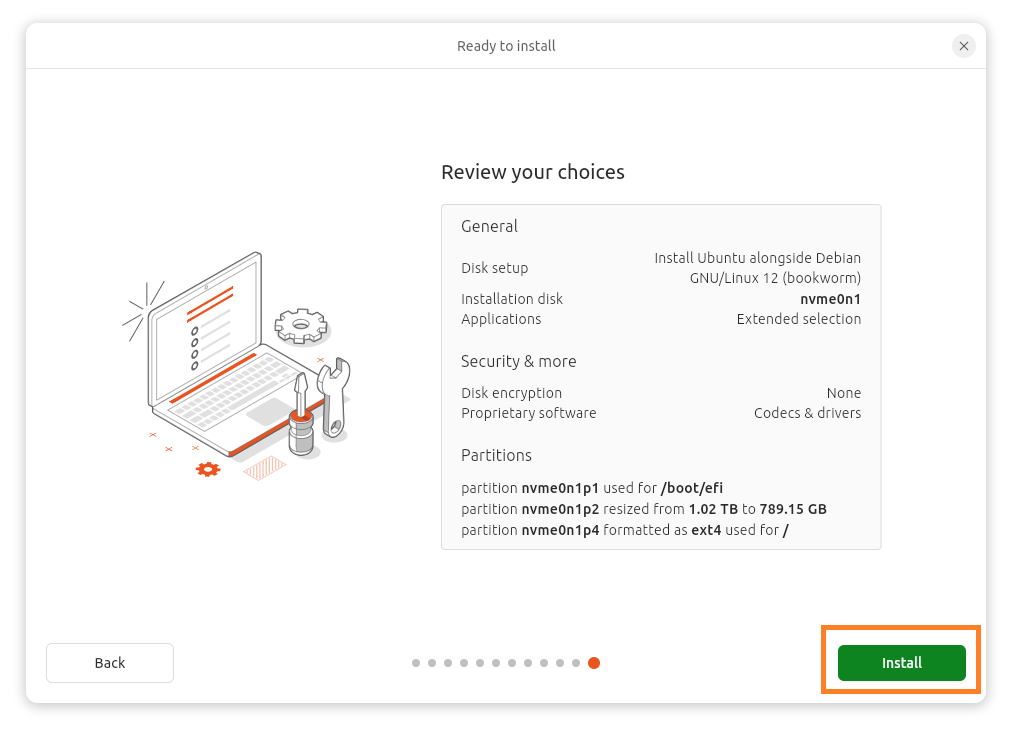 Ready to install
Review your choices
General
Disk setup
Install Ubuntu alongside Debian
GNU/Linux 12 (bookworm)
Installation disk nvme0n1
Applications Extended selection
Security & more
Disk encryption None
Proprietary software Codecs & drivers
Partitions
partition nvme0n1p1 used for /boot/efi
partition nvme0n1p2 resized from 1.02 TB to 789.15 GB
partition nvme0n1p4 formatted as ext4 used for /
Back Install